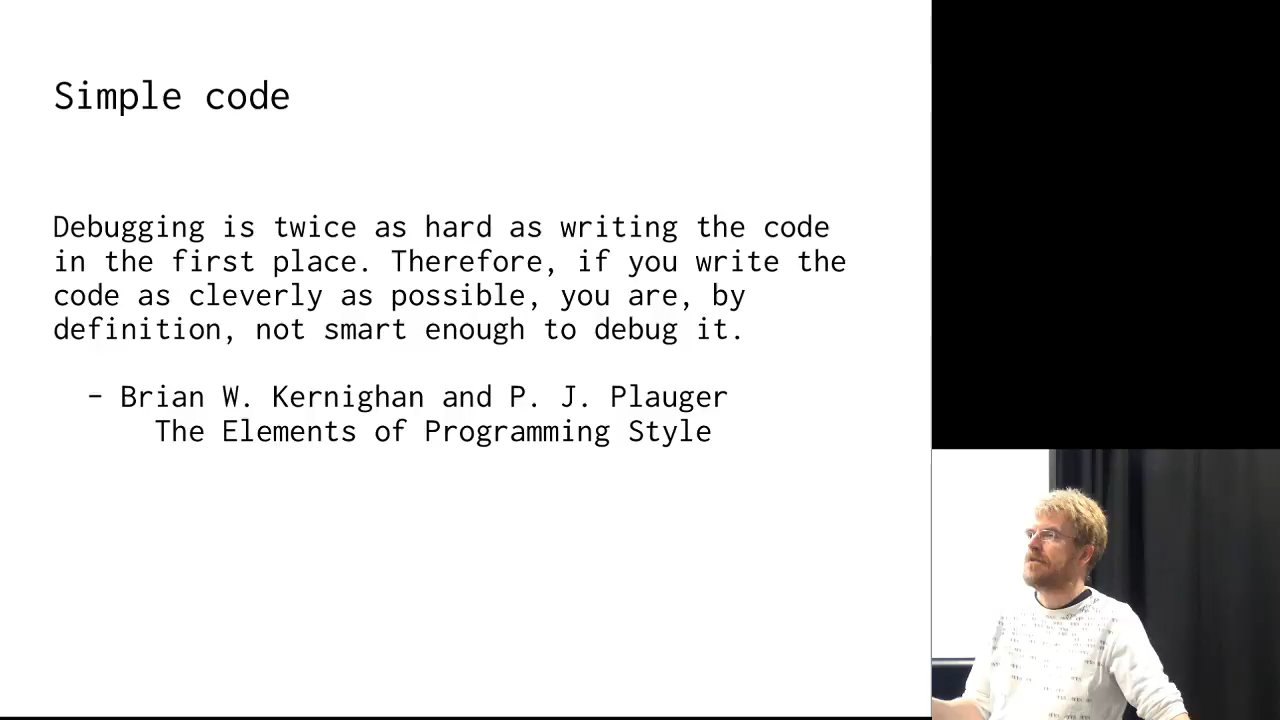 Simple code
Debugging is twice as hard as writing the code
in the first place. Therefore, if you write the
code as cleverly as possible, you are, by
definition, not smart enough to debug it.
– Brian W. Kernighan and P. J. Plauger
The Elements of Programming Style